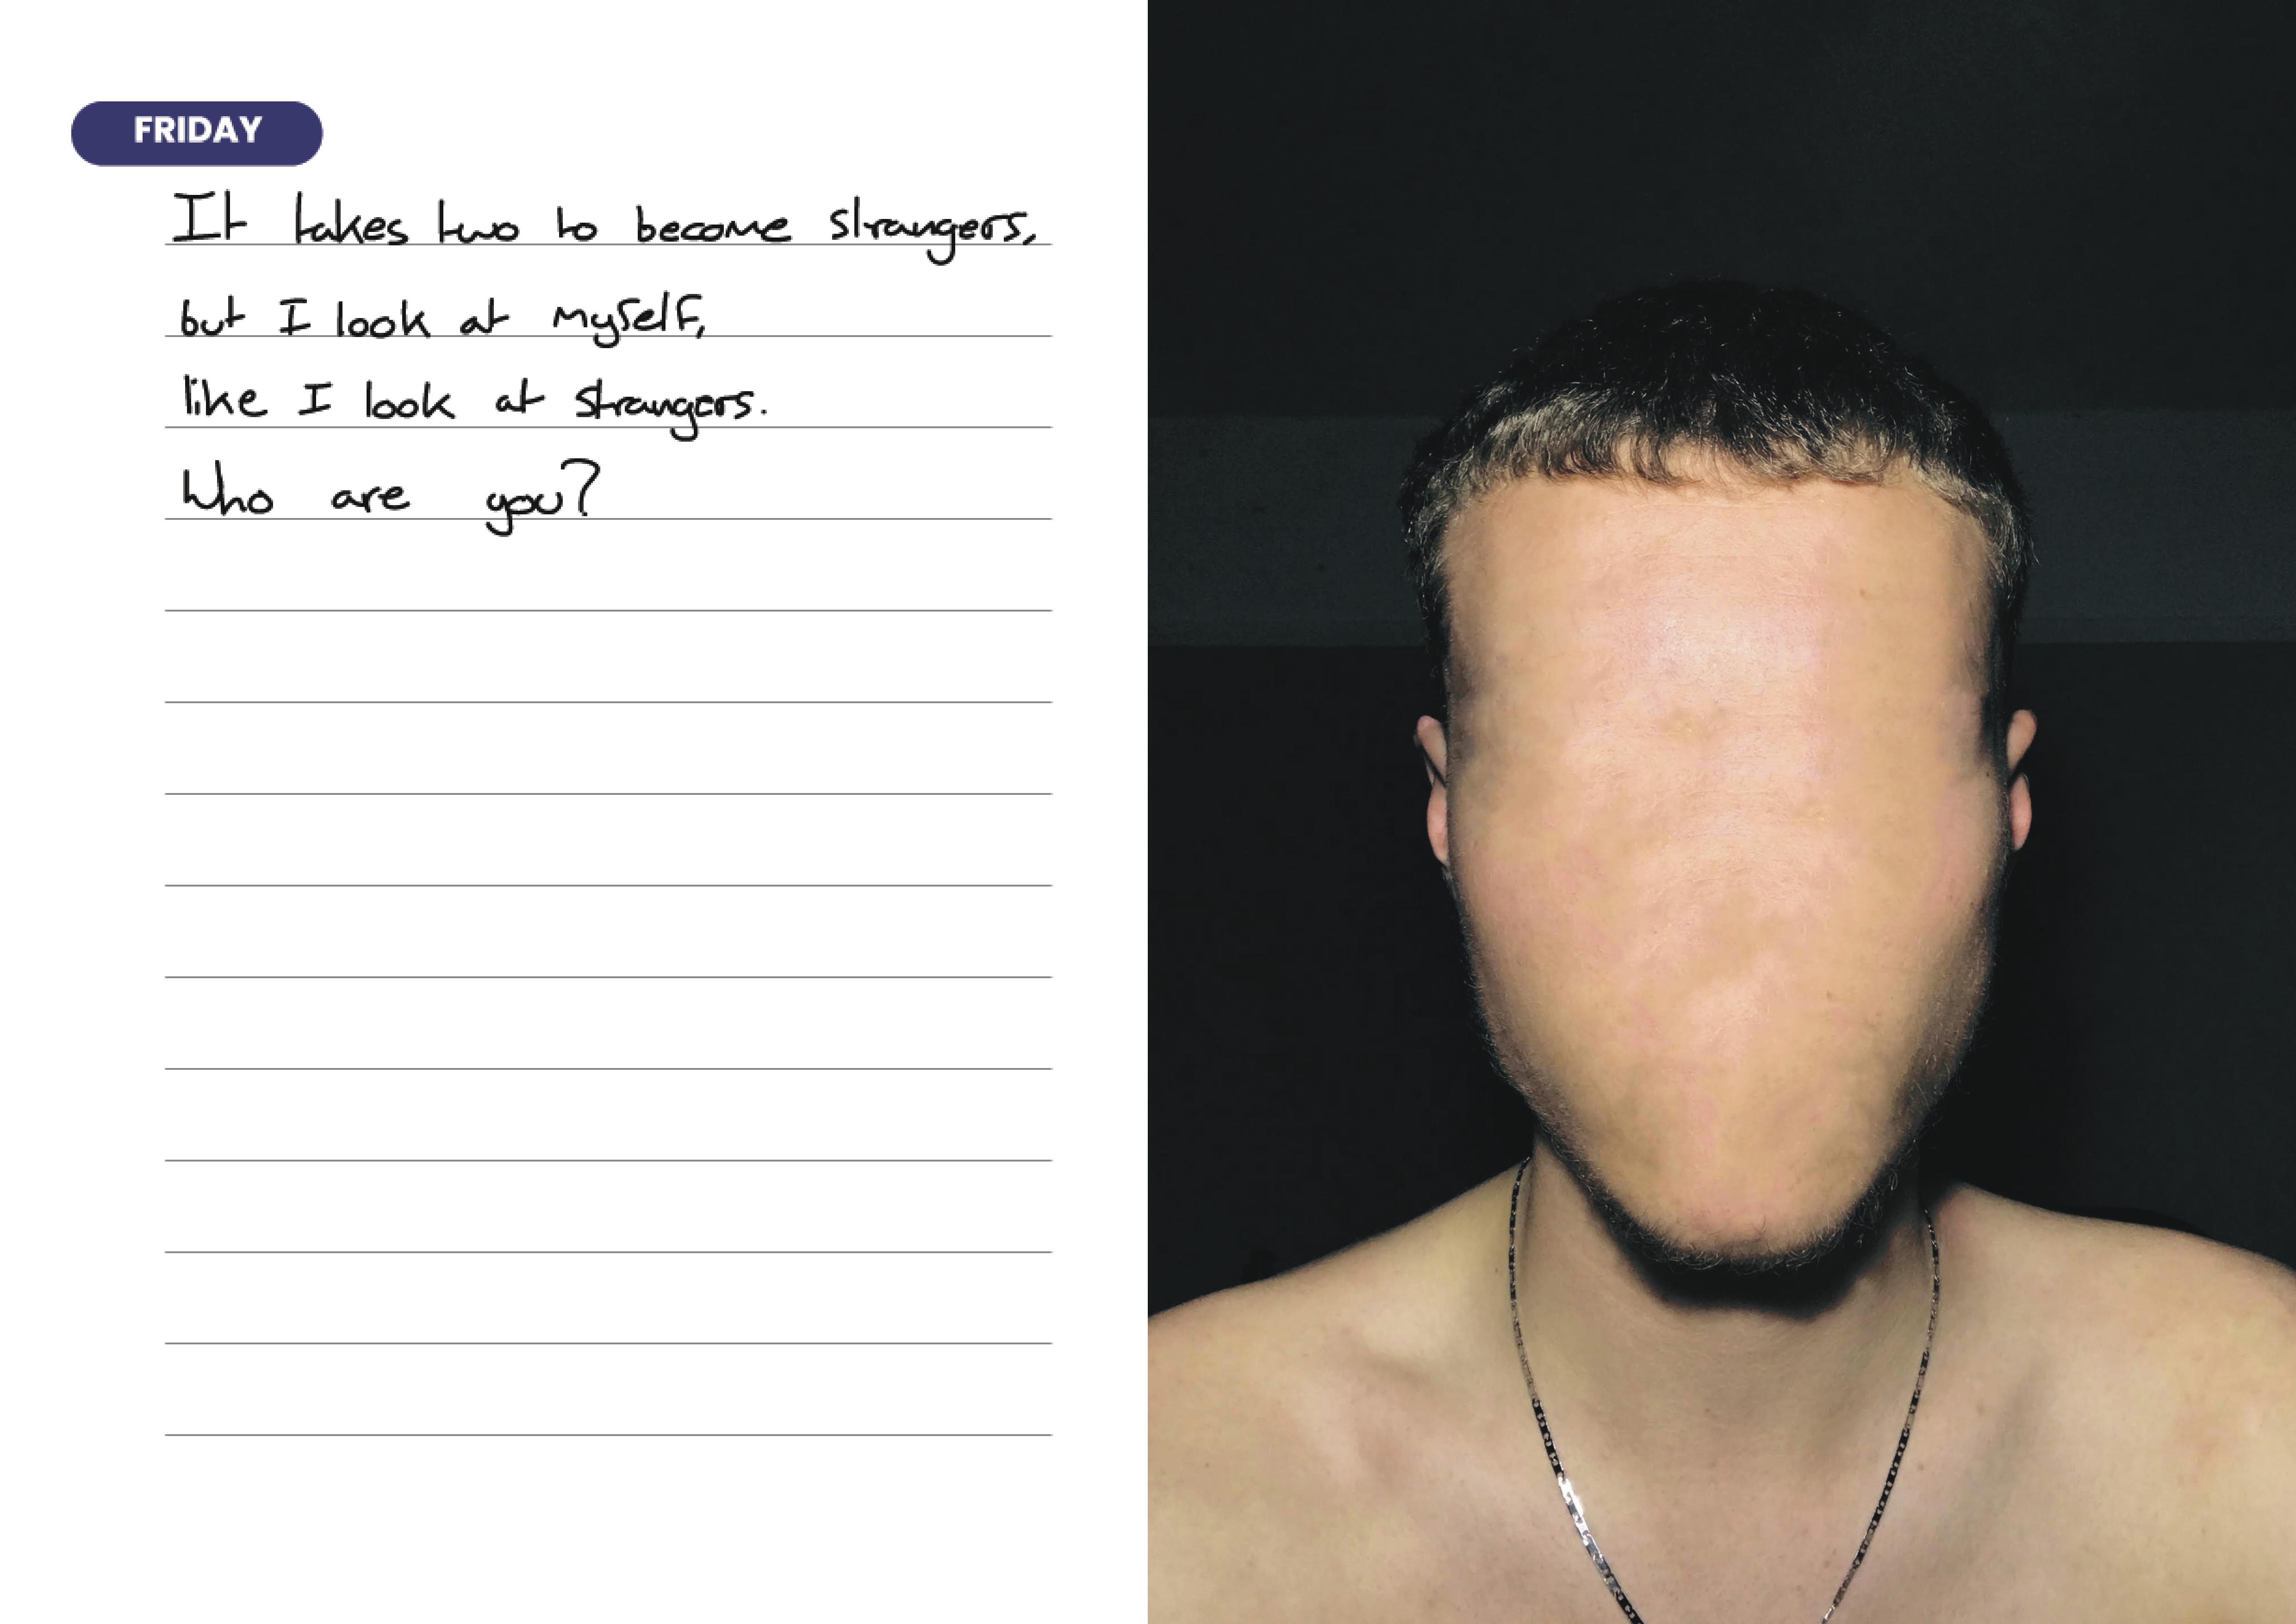 FRIDAY
It takes two to become strangers,
but I look at myself,
like I look at strangers.
Who are you?